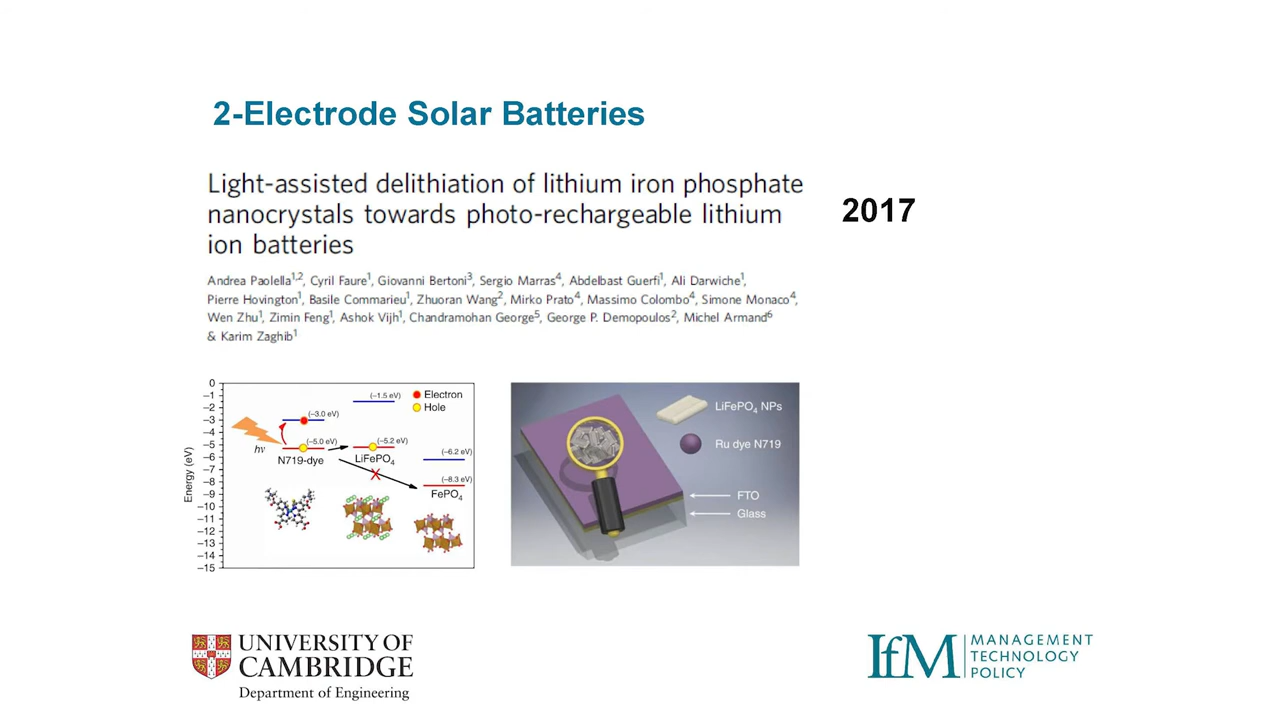 2-Electrode Solar Batteries
Light-assisted delithiation of lithium iron phosphate
nanocrystals towards photo-rechargeable lithium
ion batteries
2017
Andrea Paolella1,2, Cyril Faure1, Giovanni Bertoni3, Sergio Marras4, Abdelbast Guerfi1, Ali Darwiche1,
Pierre Hovington1, Basile Commarieu1, Zhuoran Wang2, Mirko Prato4, Massimo Colombo4, Simone Monaco4,
Wen Zhu1, Zimin Feng1, Ashok Vijh1, Chandramohan George5, George P. Demopoulos2, Michel Armand6
& Karim Zaghib1
Energy (eV)
0
–1
–2
–3
–4
–5
–6
–7
–8
–9
–10
–11
–12
–13
–14
–15
hν
(–3.0 eV)
(–5.0 eV)
N719-dye
(–1.5 eV)
(–5.2 eV)
LiFePO4
Electron
Hole
(–6.2 eV)
(–8.3 eV)
FePO4
X
LiFePO4 NPs
Ru dye N719
FTO
Glass
UNIVERSITY OF
CAMBRIDGE
Department of Engineering
IfM
MANAGEMENT
TECHNOLOGY
POLICY